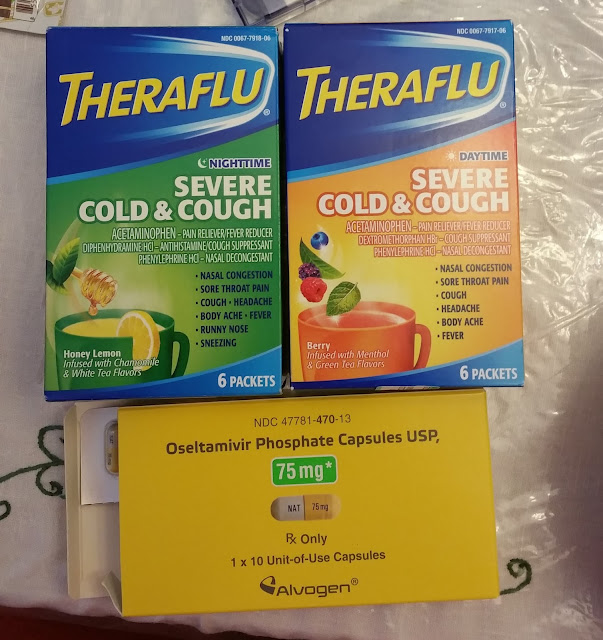 NDC 0067-7918-06
THERAFLU®
NIGHTTIME
SEVERE
COLD & COUGH
ACETAMINOPHEN - PAIN RELIEVER/FEVER REDUCER
DIPHENHYDRAMINE HCl - ANTIHISTAMINE/COUGH SUPPRESSANT
PHENYLEPHRINE HCl - NASAL DECONGESTANT
• NASAL CONGESTION
• SORE THROAT PAIN
• COUGH • HEADACHE
• BODY ACHE • FEVER
• RUNNY NOSE
• SNEEZING
Honey Lemon
Infused with Chamomile
& White Tea Flavors
6 PACKETS
NDC 0067-7917-06
THERAFLU®
DAYTIME
SEVERE
COLD & COUGH
ACETAMINOPHEN - PAIN RELIEVER/FEVER REDUCER
DEXTROMETHORPHAN HBr - COUGH SUPPRESSANT
PHENYLEPHRINE HCl - NASAL DECONGESTANT
• NASAL CONGESTION
• SORE THROAT PAIN
• COUGH
• HEADACHE
• BODY ACHE
• FEVER
Berry
Infused with Menthol
& Green Tea Flavors
6 PACKETS
NDC 47781-470-13
Oseltamivir Phosphate Capsules USP,
75 mg*
NAT 75 mg
Rx Only
1 x 10 Unit-of-Use Capsules
Alvogen®